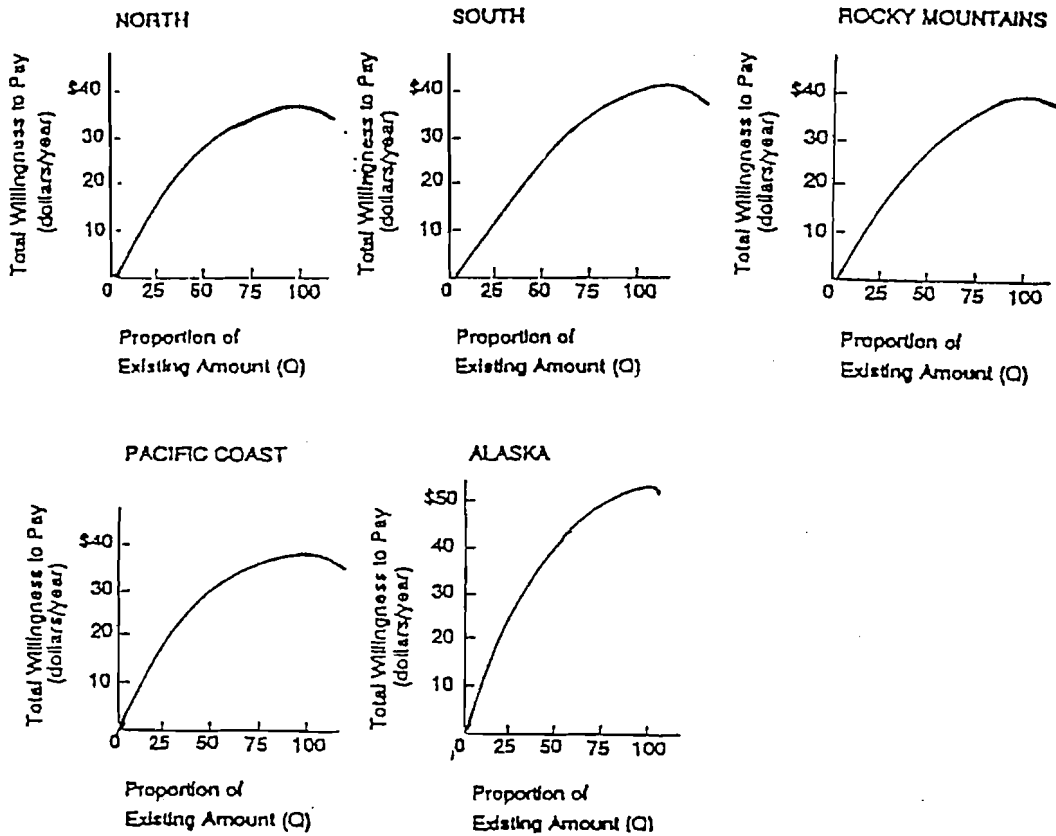 NORTH
Total Willingness to Pay
(dollars/year)
$40
30
20
10
0 25 50 75 100
Proportion of
Existing Amount (Q)
SOUTH
Total Willingness to Pay
(dollars/year)
$40
30
20
10
0 25 50 75 100
Proportion of
Existing Amount (Q)
ROCKY MOUNTAINS
Total Willingness to Pay
(dollars/year)
$40
30
20
10
0 25 50 75 100
Proportion of
Existing Amount (Q)
PACIFIC COAST
Total Willingness to Pay
(dollars/year)
$40
30
20
10
0 25 50 75 100
Proportion of
Existing Amount (Q)
ALASKA
Total Willingness to Pay
(dollars/year)
$50
40
30
20
10
0 25 50 75 100
Proportion of
Existing Amount (Q)